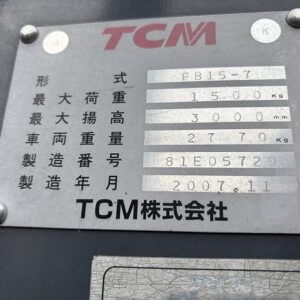 TCM
形式 FB15-7
最大荷重 1500 Kg
最大揚高 3000 mm
車両重量 2770 Kg
製造番号 81E05729
製造年月 2007.11
TCM株式会社